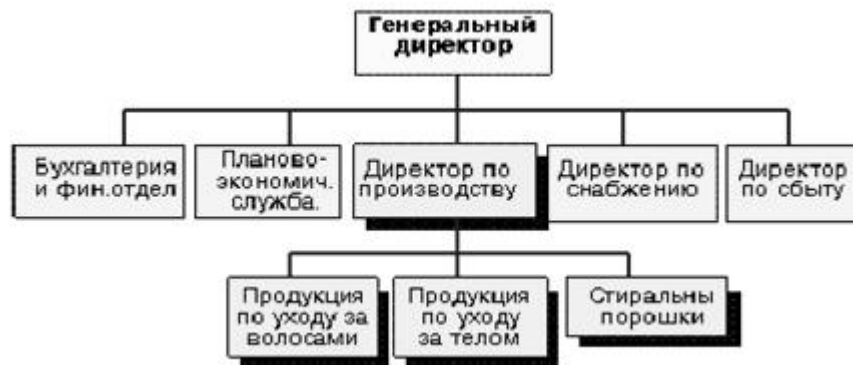 Генеральный
директор
Бухгалтерия
и фин.отдел
Планово-
экономич.
служба.
Директор по
производству
Директор по
снабжению
Директор
по сбыту
Продукция
по уходу за
волосами
Продукция
по уходу
за телом
Стиральны
порошки